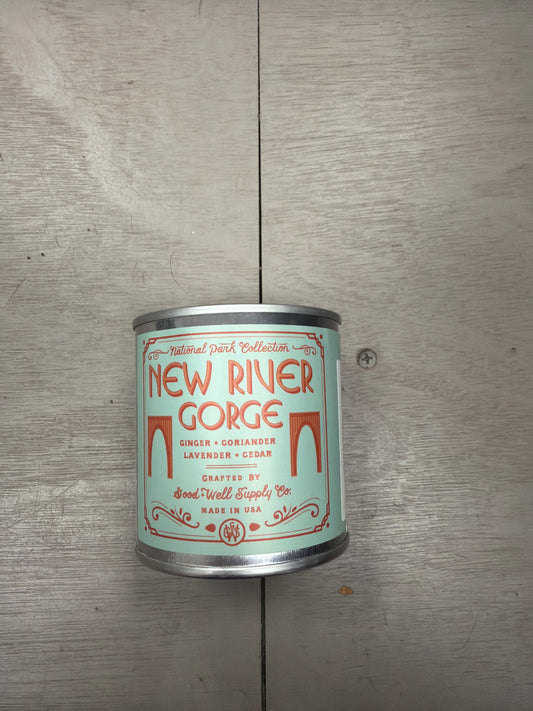 National Park Collection
NEW RIVER
GORGE
GINGER • CORIANDER
LAVENDER • CEDAR
CRAFTED BY
Good & Well Supply Co.
MADE IN USA